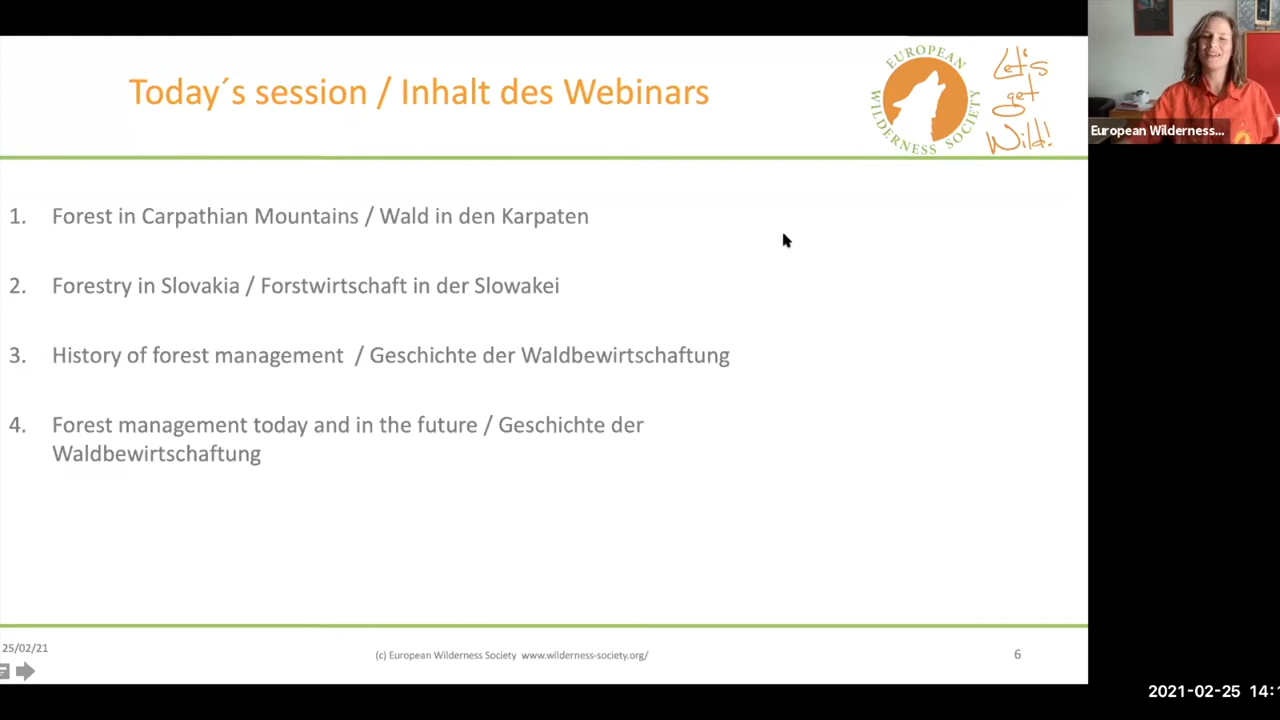 Today´s session / Inhalt des Webinars
EUROPEAN
WILDERNESS SOCIETY
Let's
get
Wild!
European Wilderness...
1. Forest in Carpathian Mountains / Wald in den Karpaten
2. Forestry in Slovakia / Forstwirtschaft in der Slowakei
3. History of forest management / Geschichte der Waldbewirtschaftung
4. Forest management today and in the future / Geschichte der
Waldbewirtschaftung
25/02/21
(c) European Wilderness Society www.wilderness-society.org/
6
2021-02-25 14: